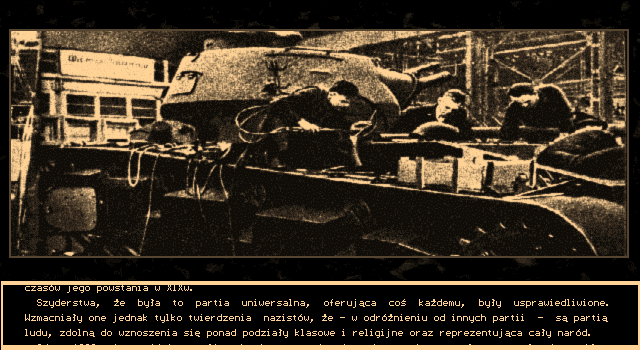 czasów jego powstania w XIXw.
Szyderstwa, że była to partia uniwersalna, oferująca coś każdemu, były usprawiedliwione.
Wzmacniały one jednak tylko twierdzenia nazistów, że - w odróżnieniu od innych partii - są partią
ludu, zdolną do wznoszenia się ponad podziały klasowe i religijne oraz reprezentująca cały naród.